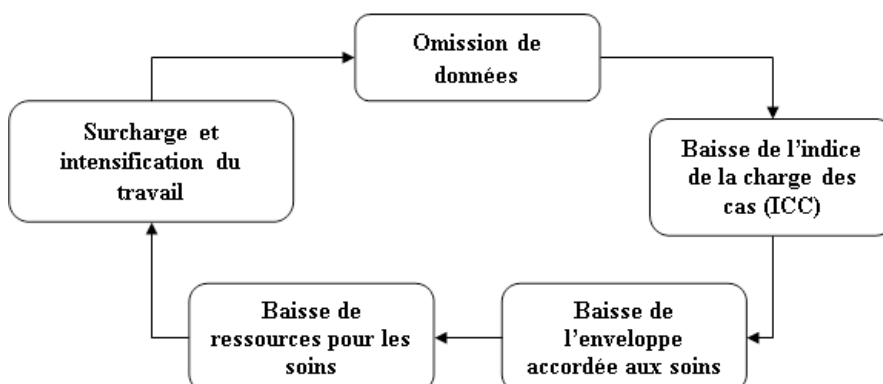 Omission de
données
Surcharge et
intensification du
travail
Baisse de l'indice
de la charge des
cas (ICC)
Baisse de
ressources pour les
soins
Baisse de
l'enveloppe
accordée aux soins